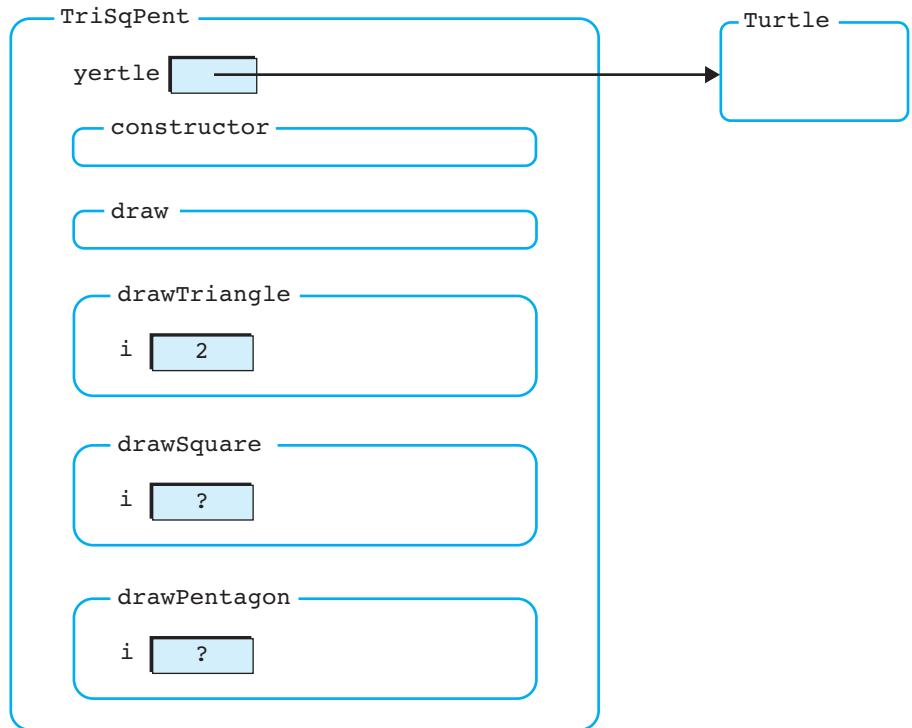 TriSqPent
Turtle
yertle
constructor
draw
drawTriangle
i 2
drawSquare
i ?
drawPentagon
i ?